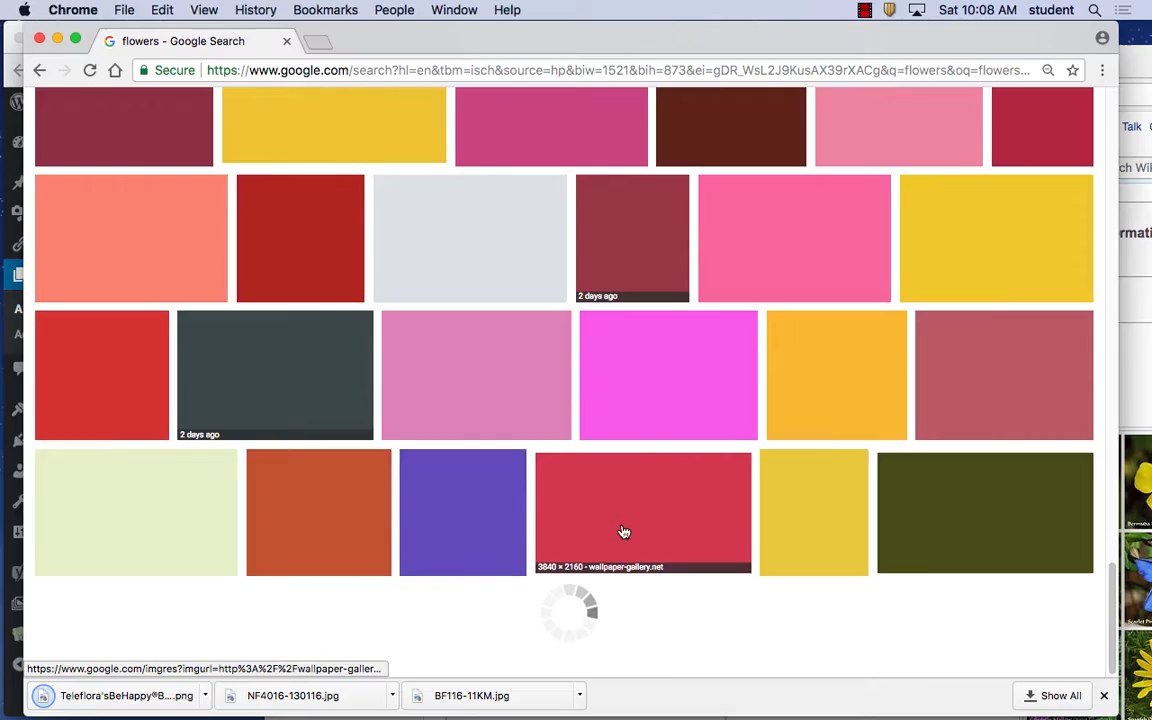 Chrome File Edit View History Bookmarks People Window Help Sat 10:08 AM student
flowers - Google Search
Secure https://www.google.com/search?hl=en&tbm=isch&source=hp&biw=1521&bih=873&ei=gDR_WsL2J9KusAX39rXACg&q=flowers&oq=flowers...
Talk
2 days ago
2 days ago
3840 × 2160 - wallpaper-gallery.net
https://www.google.com/imgres?imgurl=http%3A%2F%2Fwallpaper-galler...
Teleflora'sBeHappy®B....png NF4016-130116.jpg BF116-11KM.jpg Show All